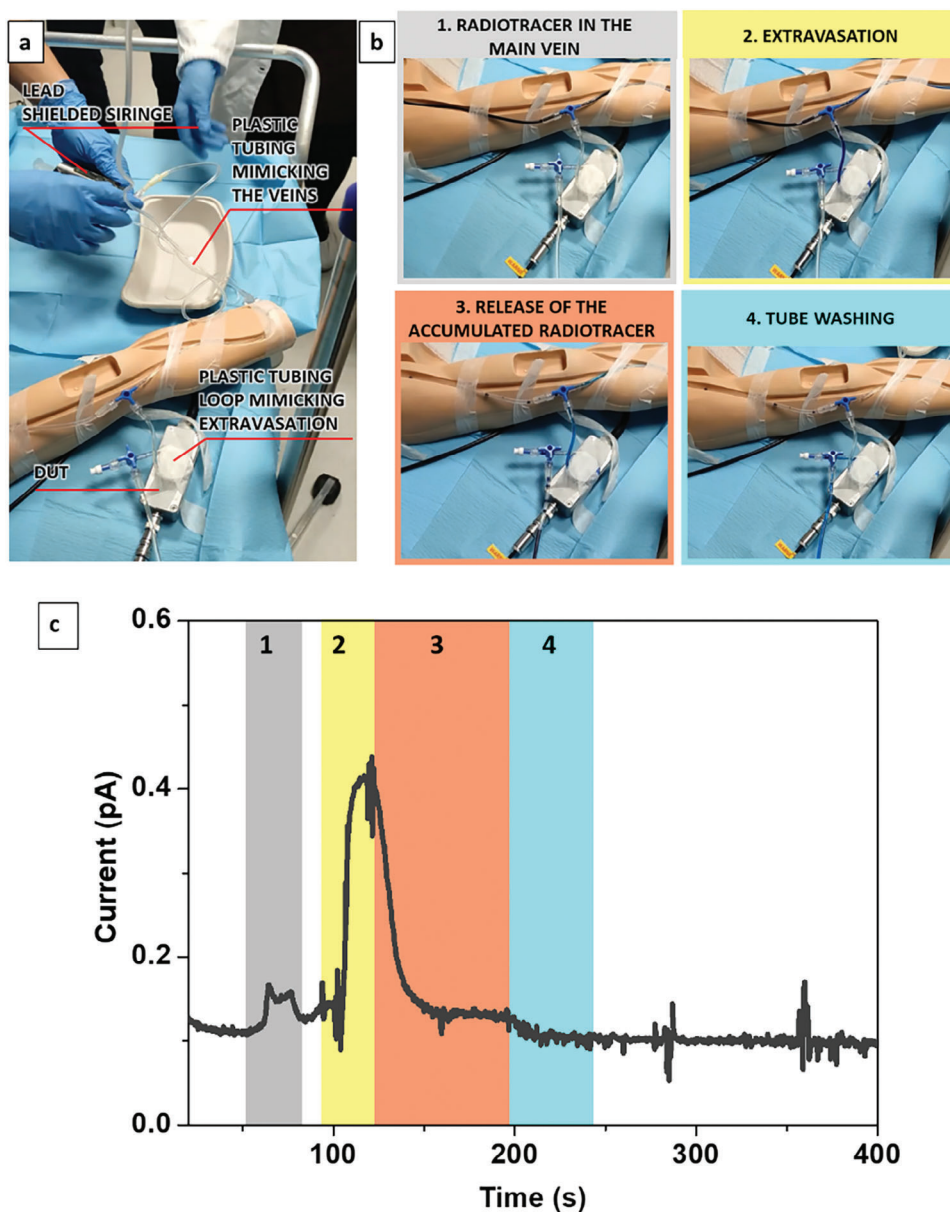 a
LEAD
SHIELDED SIRINGE
PLASTIC
TUBING
MIMICKING
THE VEINS
PLASTIC TUBING
LOOP MIMICKING
EXTRAVASATION
DUT
b
1. RADIOTRACER IN THE
MAIN VEIN
2. EXTRAVASATION
3. RELEASE OF THE
ACCUMULATED RADIOTRACER
4. TUBE WASHING
c
0.6
0.4
0.2
0.0
Current (pA)
1
2
3
4
100
200
300
400
Time (s)